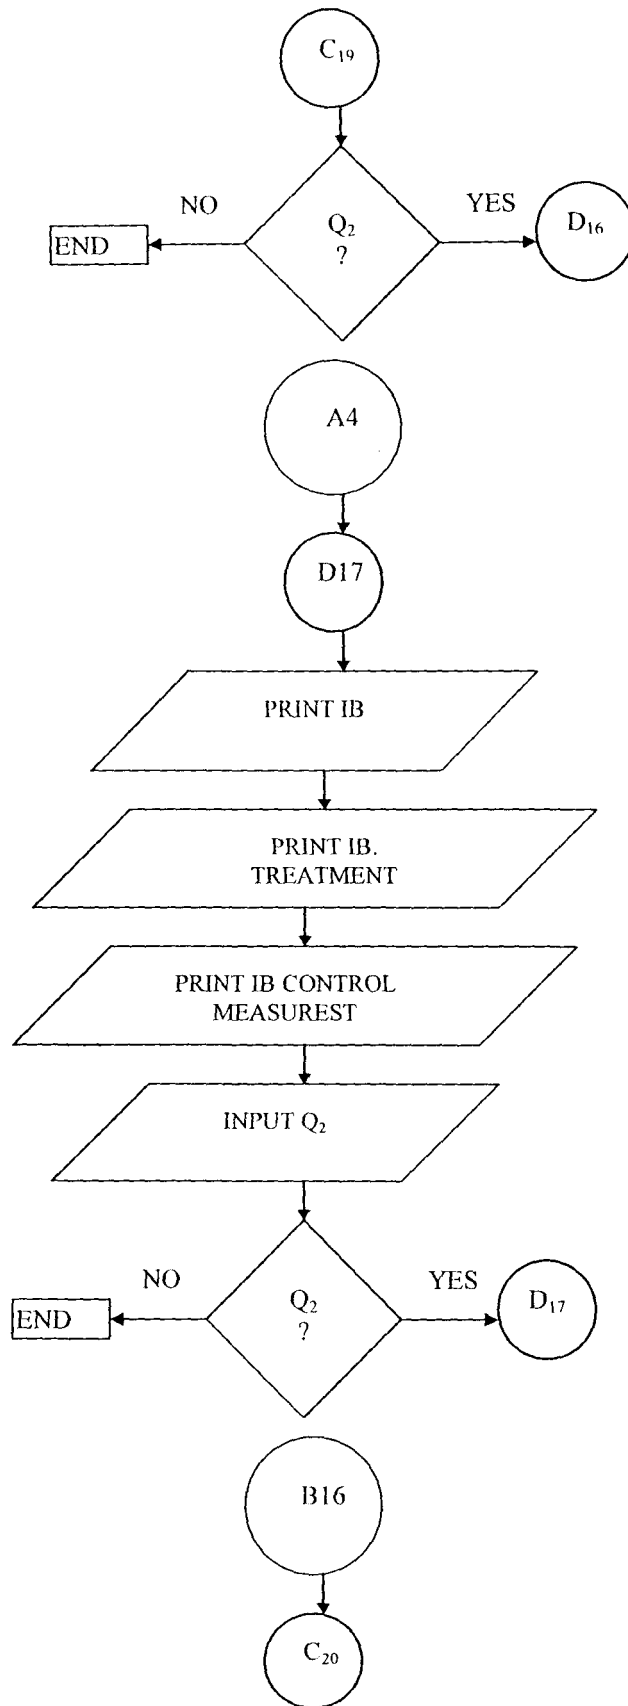 C₁₉
NO
YES
END
Q₂
?
D₁₆
A4
D17
PRINT IB
PRINT IB.
TREATMENT
PRINT IB CONTROL
MEASUREST
INPUT Q₂
NO
YES
END
Q₂
?
D₁₇
B16
C₂₀